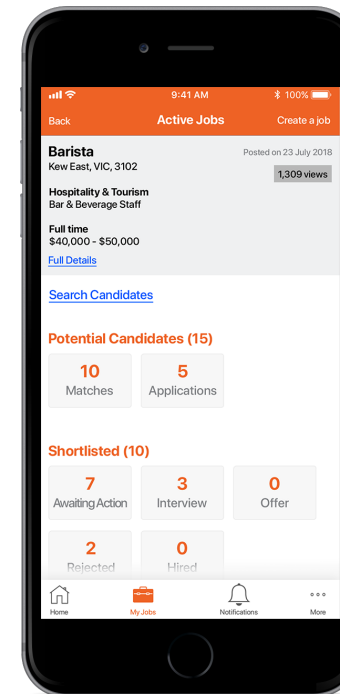 9:41 AM
100%
Back
Active Jobs
Create a job
Barista
Posted on 23 July 2018
Kew East, VIC, 3102
1,309 views
Hospitality & Tourism
Bar & Beverage Staff
Full time
$40,000 - $50,000
Full Details
Search Candidates
Potential Candidates (15)
10
Matches
5
Applications
Shortlisted (10)
7
Awaiting Action
3
Interview
0
Offer
2
Rejected
0
Hired
Home
My Jobs
Notifications
More